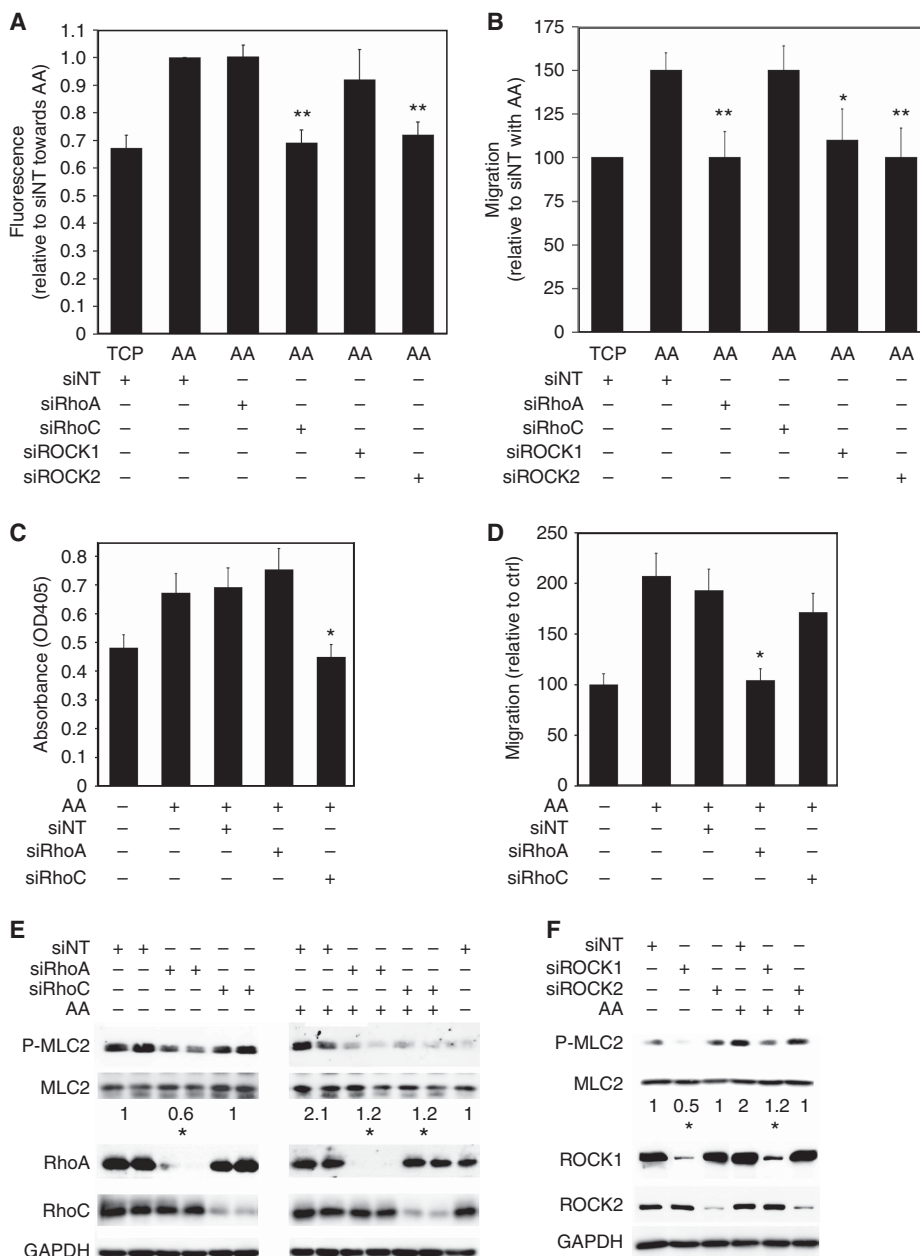 A
Fluorescence
(relative to siNT towards AA)
1.1
1.0
0.9
0.8
0.7
0.6
0.5
0.4
0.3
0.2
0.1
0
** **
TCP AA AA AA AA AA
siNT + + – – – –
siRhoA – – + – – –
siRhoC – – – + – –
siROCK1 – – – – + –
siROCK2 – – – – – +
B
Migration
(relative to siNT with AA)
175
150
125
100
75
50
25
0
** * **
TCP AA AA AA AA AA
siNT + + – – – –
siRhoA – – + – – –
siRhoC – – – + – –
siROCK1 – – – – + –
siROCK2 – – – – – +
C
Absorbance (OD405)
0.8
0.7
0.6
0.5
0.4
0.3
0.2
0.1
0
*
AA – + + + +
siNT – – + – –
siRhoA – – – + –
siRhoC – – – – +
D
Migration (relative to ctrl)
250
200
150
100
50
0
*
AA – + + + +
siNT – – + – –
siRhoA – – – + –
siRhoC – – – – +
E
siNT + + – – – – + + – – – – +
siRhoA – – + + – – – – + + – – –
siRhoC – – – – + + – – – – + + –
AA – – – – – – + + + + + + –
P-MLC2
MLC2
1 0.6 1 2.1 1.2 1.2 1
* * *
RhoA
RhoC
GAPDH
F
siNT + – – + – –
siROCK1 – + – – + –
siROCK2 – – + – – +
AA – – – + + +
P-MLC2
MLC2
1 0.5 1 2 1.2 1
* *
ROCK1
ROCK2
GAPDH